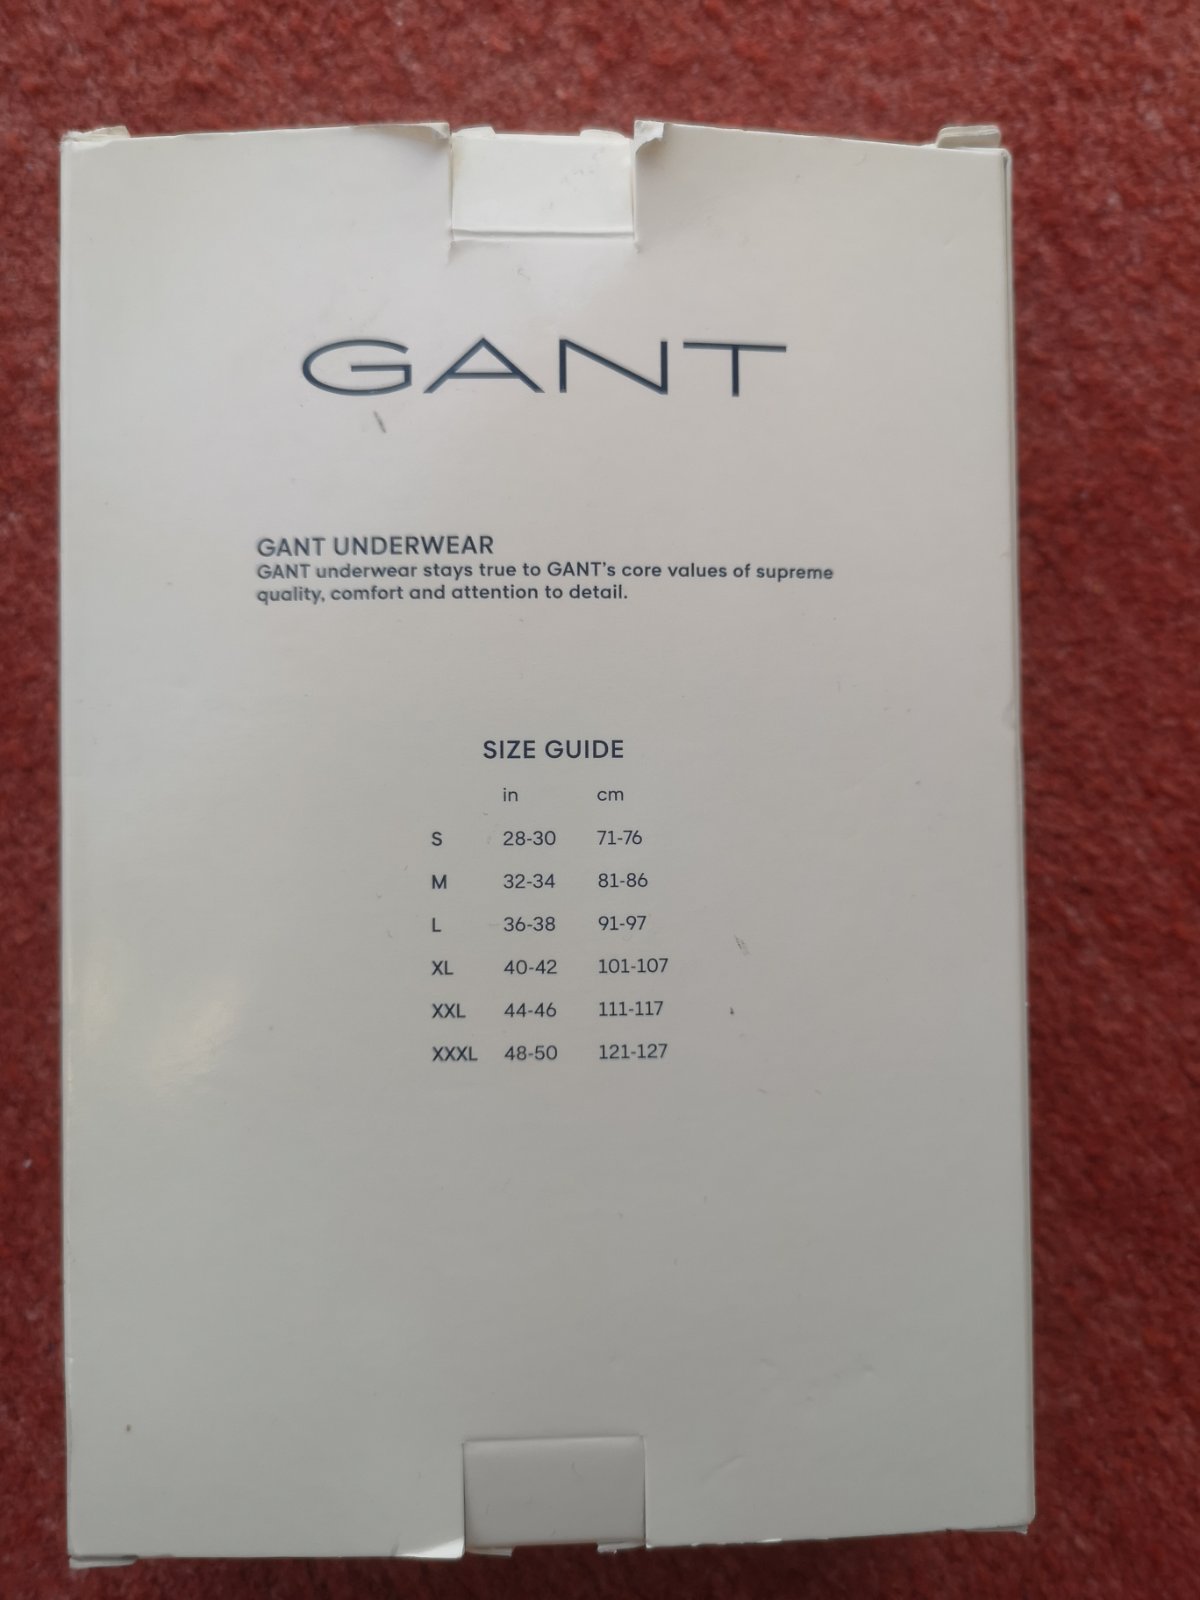 GANT
GANT UNDERWEAR
GANT underwear stays true to GANT's core values of supreme
quality, comfort and attention to detail.
SIZE GUIDE
in cm
S 28-30 71-76
M 32-34 81-86
L 36-38 91-97
XL 40-42 101-107
XXL 44-46 111-117
XXXL 48-50 121-127